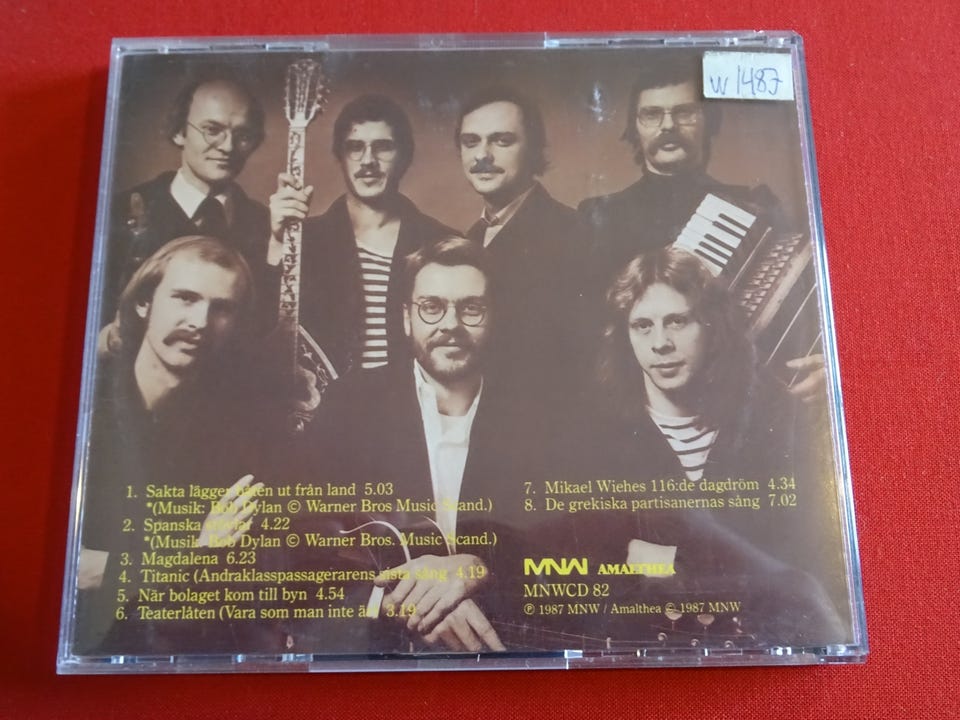 W1487
1. Sakta lägger båten ut från land 5.03
*(Musik: Bob Dylan © Warner Bros Music Scand.)
2. Spanska stövlar 4.22
*(Musik: Bob Dylan © Warner Bros. Music Scand.)
3. Magdalena 6.23
4. Titanic (Andraklasspassagerarens sista sång 4.19
5. När bolaget kom till byn 4.54
6. Teaterlåten (Vara som man inte är) 3.19
7. Mikael Wiehes 116:de dagdröm 4.34
8. De grekiska partisanernas sång 7.02
MNW AMALTHEA
MNWCD 82
℗ 1987 MNW / Amalthea © 1987 MNW